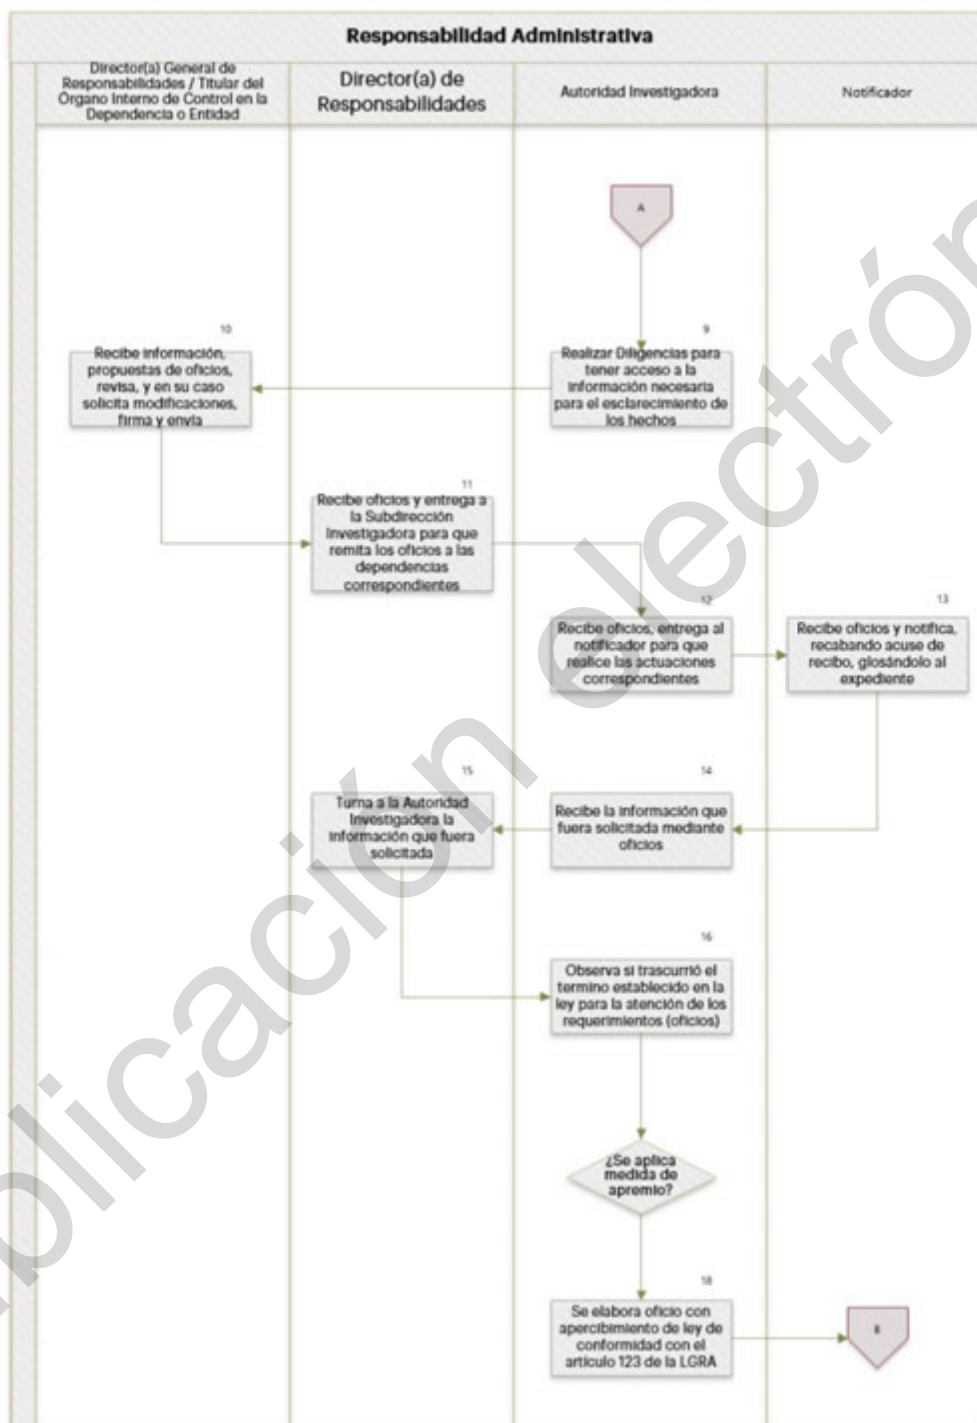 Responsabilidad Administrativa
Director(a) General de
Responsabilidades / Titular del
Órgano Interno de Control en la
Dependencia o Entidad
Director(a) de
Responsabilidades
Autoridad Investigadora
Notificador
A
10
Recibe información,
propuestas de oficios,
revisa, y en su caso
solicita modificaciones,
firma y envía
9
Realizar Diligencias para
tener acceso a la
información necesaria
para el esclarecimiento de
los hechos
11
Recibe oficios y entrega a
la Subdirección
Investigadora para que
remita los oficios a las
dependencias
correspondientes
12
Recibe oficios, entrega al
notificador para que
realice las actuaciones
correspondientes
13
Recibe oficios y notifica,
recabando acuse de
recibo, glosándolo al
expediente
15
Turna a la Autoridad
Investigadora la
información que fuera
solicitada
14
Recibe la información que
fuera solicitada mediante
oficios
16
Observa si trascurrió el
termino establecido en la
ley para la atención de los
requerimientos (oficios)
¿Se aplica
medida de
apremio?
18
Se elabora oficio con
apercibimiento de ley de
conformidad con el
artículo 123 de la LGRA
plicación electrón